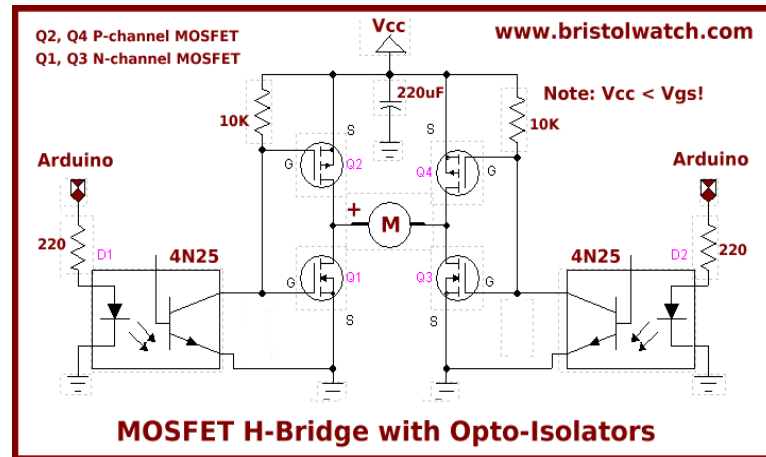 Vcc
www.bristolwatch.com
Q2, Q4 P-channel MOSFET
Q1, Q3 N-channel MOSFET
220uF
Note: Vcc < Vgs!
10K
S
S
10K
Arduino
G
Q2
Q4
G
Arduino
+
M
220
D1
4N25
G
Q1
Q3
G
4N25
D2
220
S
S
MOSFET H-Bridge with Opto-Isolators